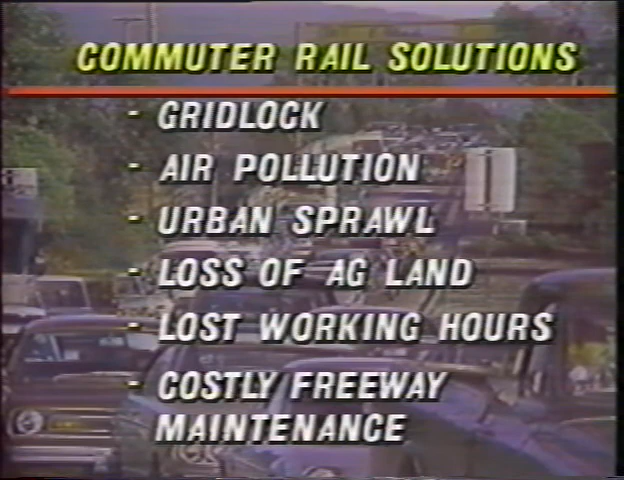 COMMUTER RAIL SOLUTIONS
- GRIDLOCK
- AIR POLLUTION
- URBAN SPRAWL
- LOSS OF AG LAND
- LOST WORKING HOURS
- COSTLY FREEWAY
MAINTENANCE